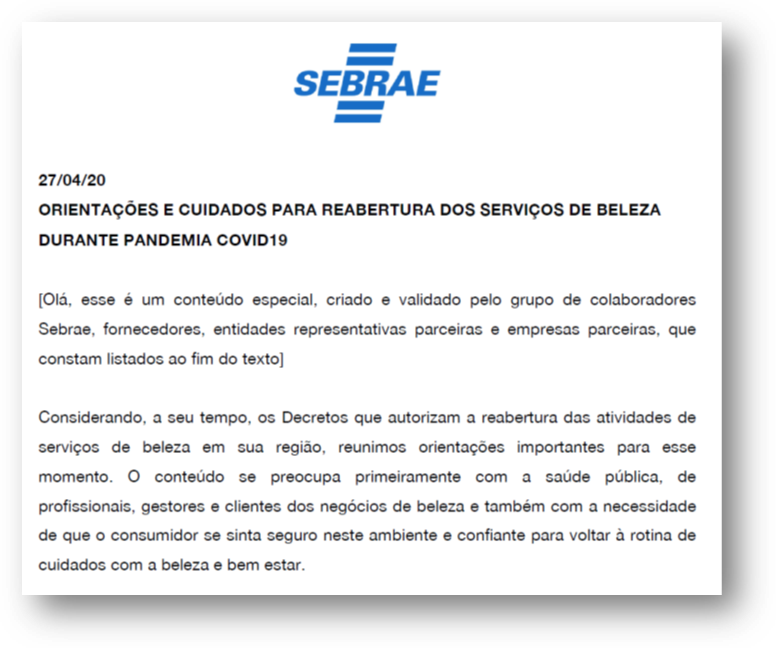 SEBRAE
27/04/20
ORIENTAÇÕES E CUIDADOS PARA REABERTURA DOS SERVIÇOS DE BELEZA
DURANTE PANDEMIA COVID19
[Olá, esse é um conteúdo especial, criado e validado pelo grupo de colaboradores
Sebrae, fornecedores, entidades representativas parceiras e empresas parceiras, que
constam listados ao fim do texto]
Considerando, a seu tempo, os Decretos que autorizam a reabertura das atividades de
serviços de beleza em sua região, reunimos orientações importantes para esse
momento. O conteúdo se preocupa primeiramente com a saúde pública, de
profissionais, gestores e clientes dos negócios de beleza e também com a necessidade
de que o consumidor se sinta seguro neste ambiente e confiante para voltar à rotina de
cuidados com a beleza e bem estar.